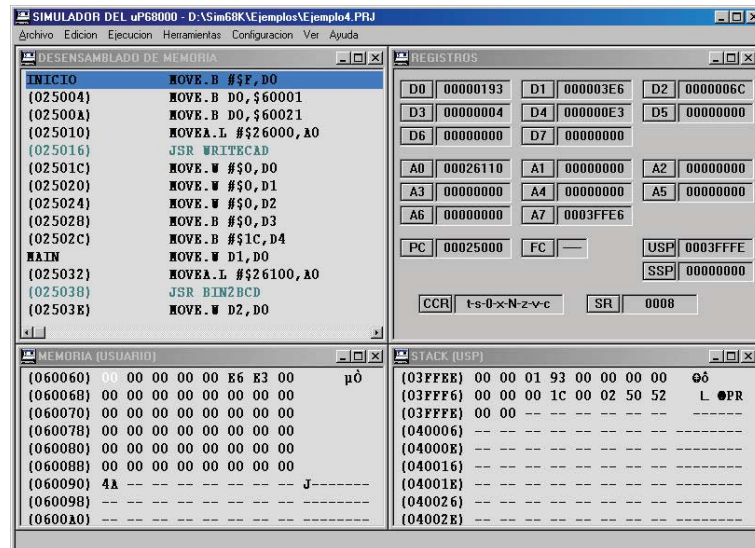 SIMULADOR DEL uP68000 - D:\Sim68K\Ejemplos\Ejemplo4.PRJ
Archivo Edicion Ejecucion Herramientas Configuracion Ver Ayuda
DESENSAMBLADO DE MEMORIA
INICIO MOVE.B #$F,D0
(025004) MOVE.B D0,$60001
(02500A) MOVE.B D0,$60021
(025010) MOVEA.L #$26000,A0
(025016) JSR WRITECAD
(02501C) MOVE.W #$0,D0
(025020) MOVE.W #$0,D1
(025024) MOVE.W #$0,D2
(025028) MOVE.B #$0,D3
(02502C) MOVE.B #$1C,D4
MAIN MOVE.W D1,D0
(025032) MOVEA.L #$26100,A0
(025038) JSR BIN2BCD
(02503E) MOVE.W D2,D0
REGISTROS
D0 00000193 D1 000003E6 D2 0000006C
D3 00000004 D4 000000E3 D5 00000000
D6 00000000 D7 00000000
A0 00026110 A1 00000000 A2 00000000
A3 00000000 A4 00000000 A5 00000000
A6 00000000 A7 0003FFE6
PC 00025000 FC — USP 0003FFFE
SSP 00000000
CCR t-s-0-x-N-z-v-c SR 0008
MEMORIA (USUARIO)
(060060) 00 00 00 00 00 E6 E3 00 µÒ
(060068) 00 00 00 00 00 00 00 00
(060070) 00 00 00 00 00 00 00 00
(060078) 00 00 00 00 00 00 00 00
(060080) 00 00 00 00 00 00 00 00
(060088) 00 00 00 00 00 00 00 00
(060090) 4A -- -- -- -- -- -- -- J-------
(060098) -- -- -- -- -- -- -- -- --------
(0600A0) -- -- -- -- -- -- -- -- --------
STACK (USP)
(03FFEE) 00 00 01 93 00 00 00 00 ☺ô
(03FFF6) 00 00 00 1C 00 02 50 52 ∟ ☻PR
(03FFFE) 00 00 -- -- -- -- -- -- ------
(040006) -- -- -- -- -- -- -- -- --------
(04000E) -- -- -- -- -- -- -- -- --------
(040016) -- -- -- -- -- -- -- -- --------
(04001E) -- -- -- -- -- -- -- -- --------
(040026) -- -- -- -- -- -- -- -- --------
(04002E) -- -- -- -- -- -- -- -- --------